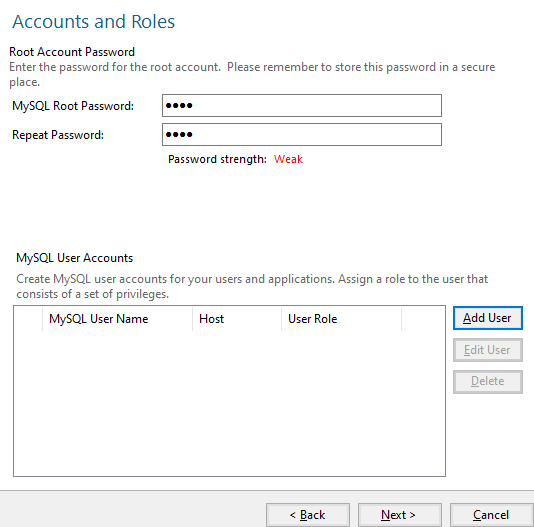 Accounts and Roles
Root Account Password
Enter the password for the root account. Please remember to store this password in a secure
place.
MySQL Root Password: ●●●●
Repeat Password: ●●●●
Password strength: Weak
MySQL User Accounts
Create MySQL user accounts for your users and applications. Assign a role to the user that
consists of a set of privileges.
MySQL User Name Host User Role
Add User
Edit User
Delete
< Back Next > Cancel